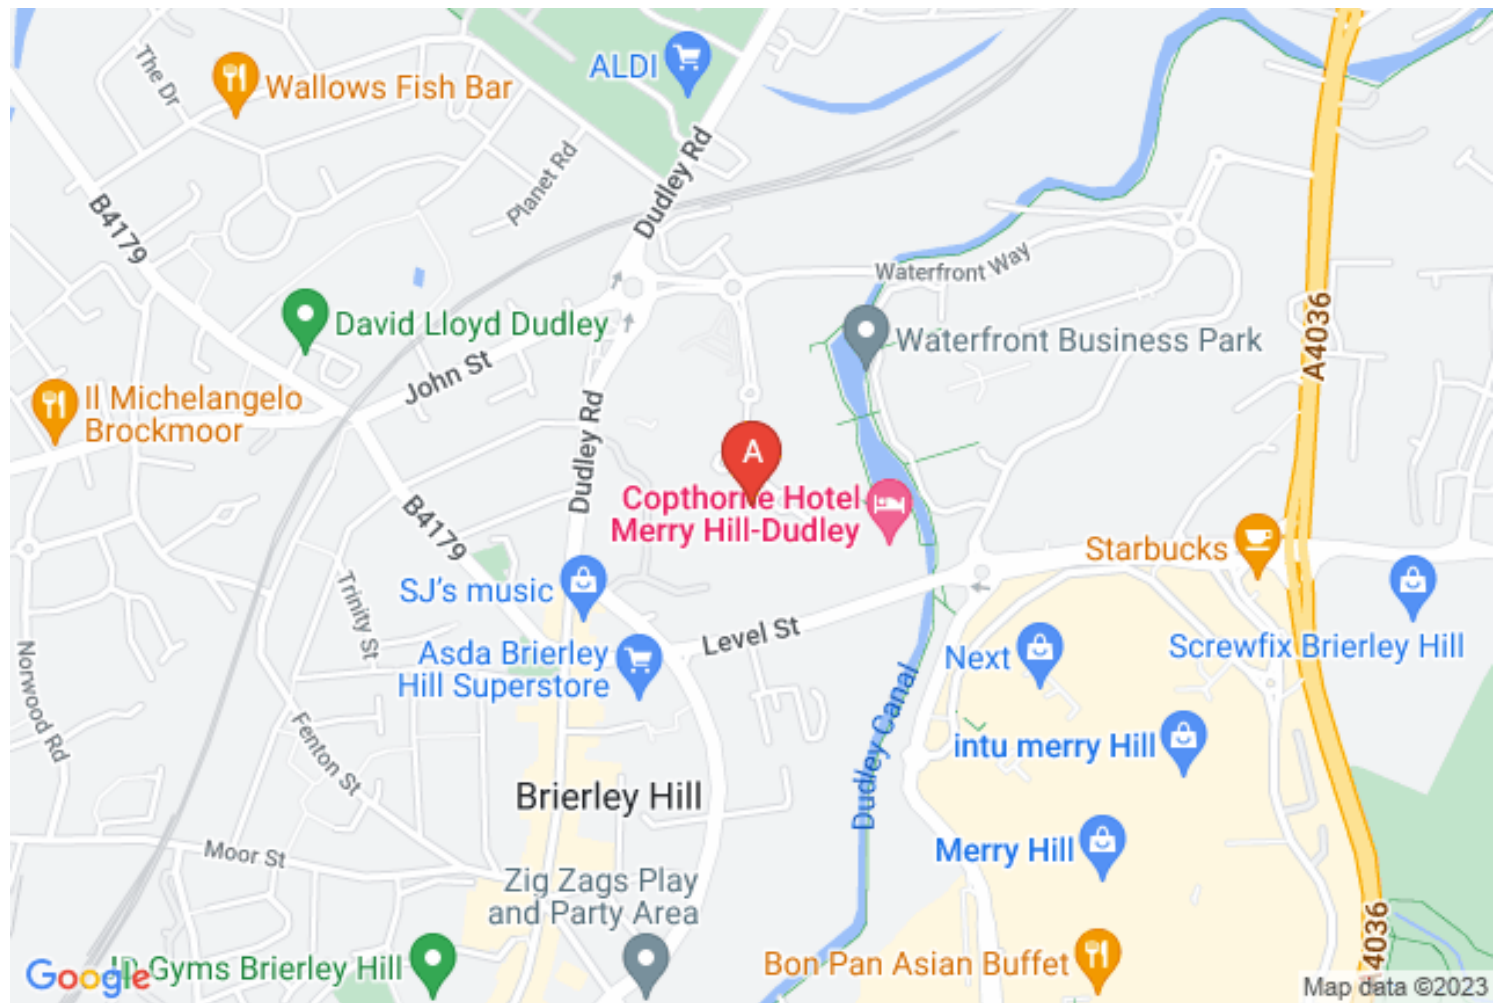 The Dr
Wallows Fish Bar
ALDI
Planet Rd
Dudley Rd
B4179
Waterfront Way
David Lloyd Dudley
Waterfront Business Park
A4036
John St
Il Michelangelo
Brockmoor
Dudley Rd
A
Copthorne Hotel
Merry Hill-Dudley
B4179
Starbucks
SJ's music
Trinity St
Level St
Asda Brierley
Hill Superstore
Next
Screwfix Brierley Hill
Norwood Rd
Fenton St
Dudley Canal
intu merry Hill
Brierley Hill
Moor St
Merry Hill
Zig Zags Play
and Party Area
A4036
Google
Gyms Brierley Hill
Bon Pan Asian Buffet
Map data ©2023